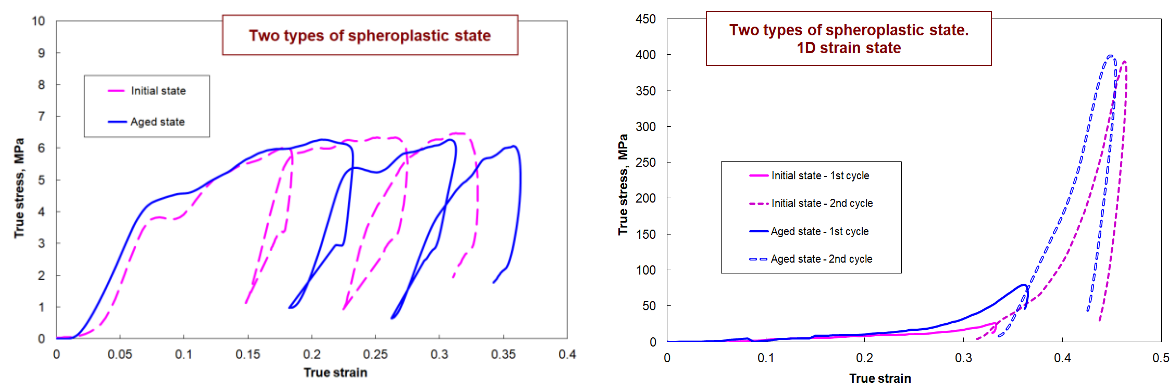 Two types of spheroplastic state
Initial state
Aged state
True stress, MPa
10
9
8
7
6
5
4
3
2
1
0
0
0.05
0.1
0.15
0.2
0.25
0.3
0.35
0.4
True strain
Two types of spheroplastic state.
1D strain state
Initial state - 1st cycle
Initial state - 2nd cycle
Aged state - 1st cycle
Aged state - 2nd cycle
True stress, MPa
450
400
350
300
250
200
150
100
50
0
0
0.1
0.2
0.3
0.4
0.5
True strain